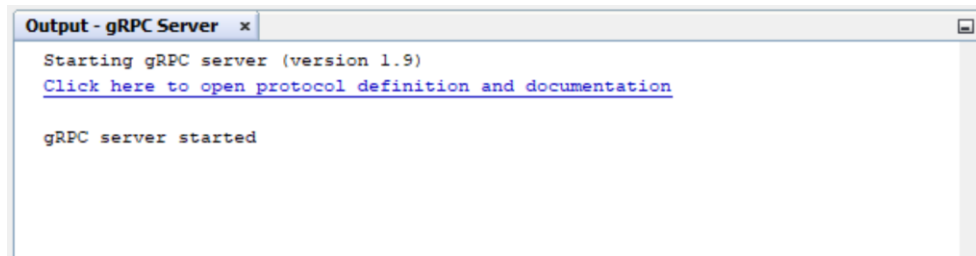 Output - gRPC Server
Starting gRPC server (version 1.9)
Click here to open protocol definition and documentation
gRPC server started